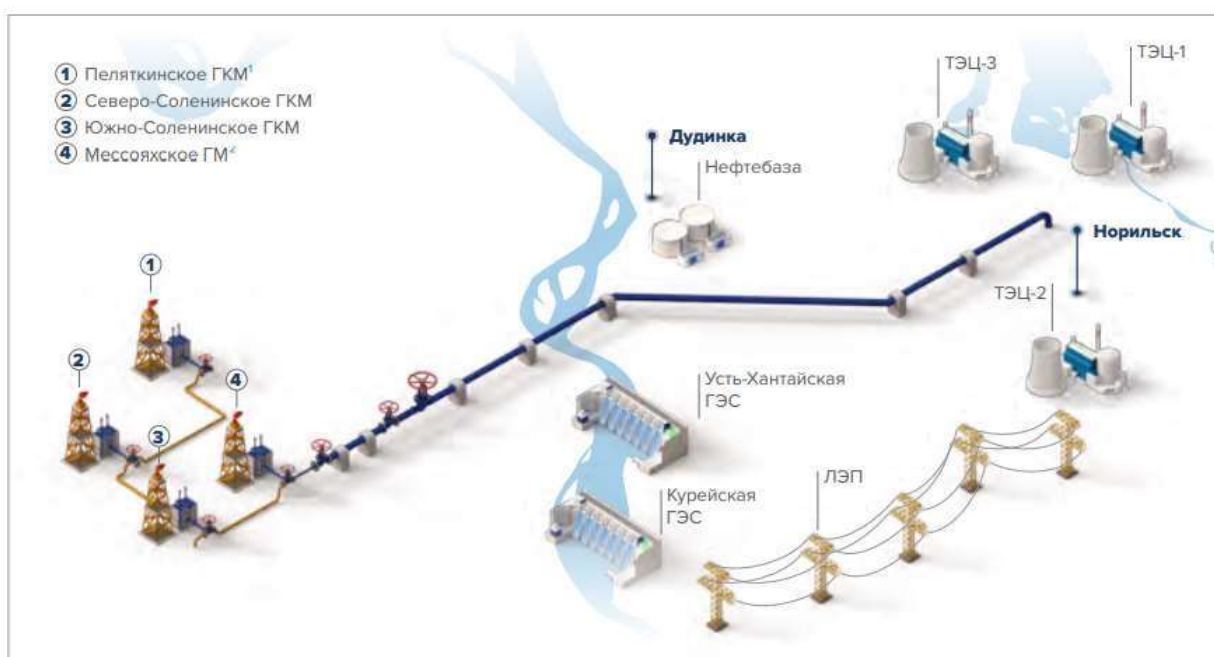 1 Пеляткинское ГКМ¹
2 Северо-Соленинское ГКМ
3 Южно-Соленинское ГКМ
4 Мессояхское ГМ²
ТЭЦ-3
ТЭЦ-1
Дудинка
Нефтебаза
Норильск
ТЭЦ-2
1
2
4
3
Усть-Хантайская
ГЭС
Курейская
ГЭС
ЛЭП